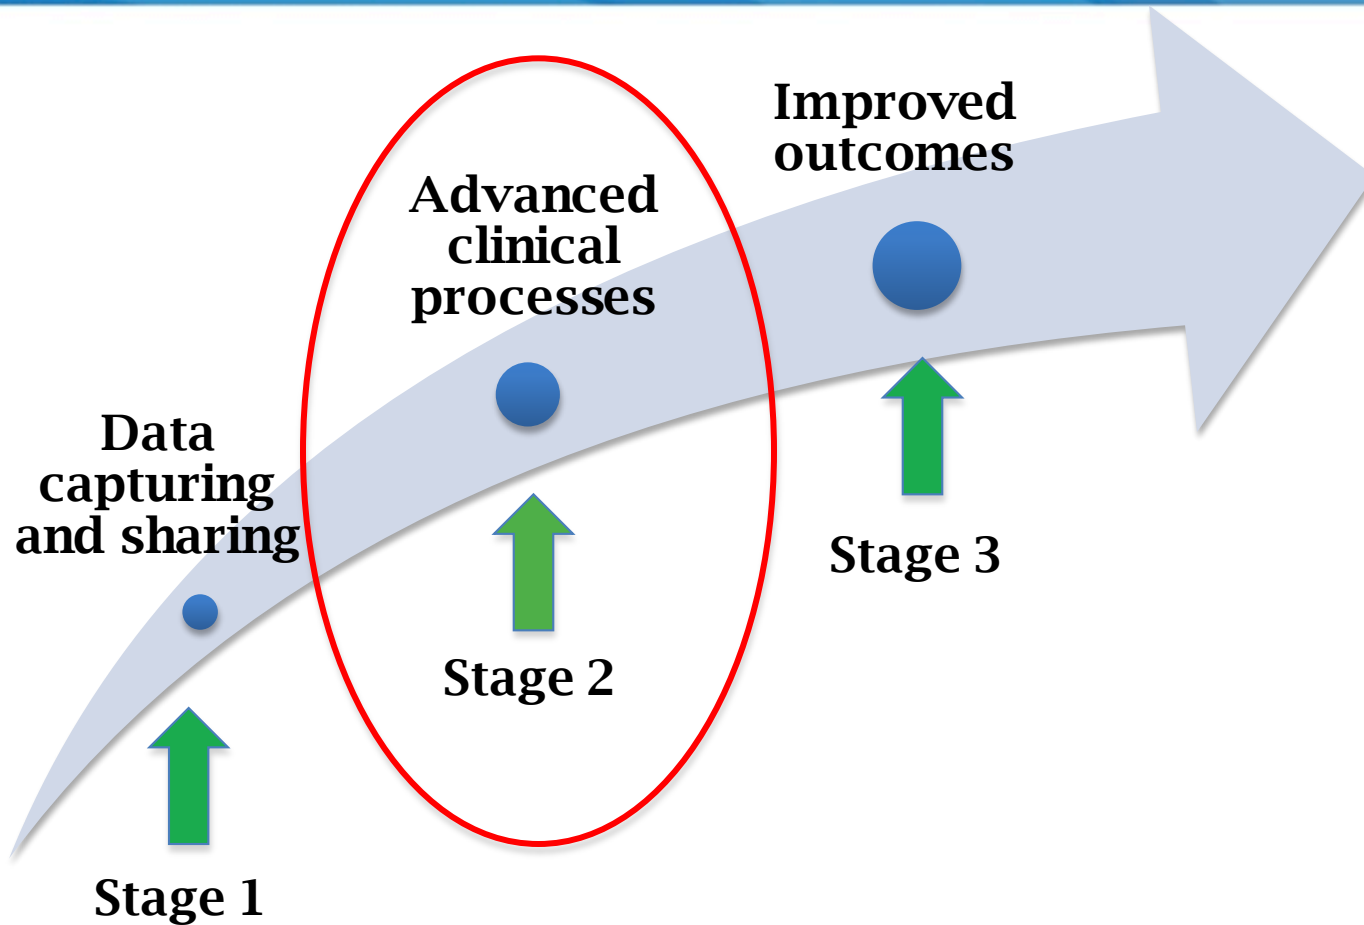 Data
capturing
and sharing
Stage 1
Advanced
clinical
processes
Stage 2
Improved
outcomes
Stage 3